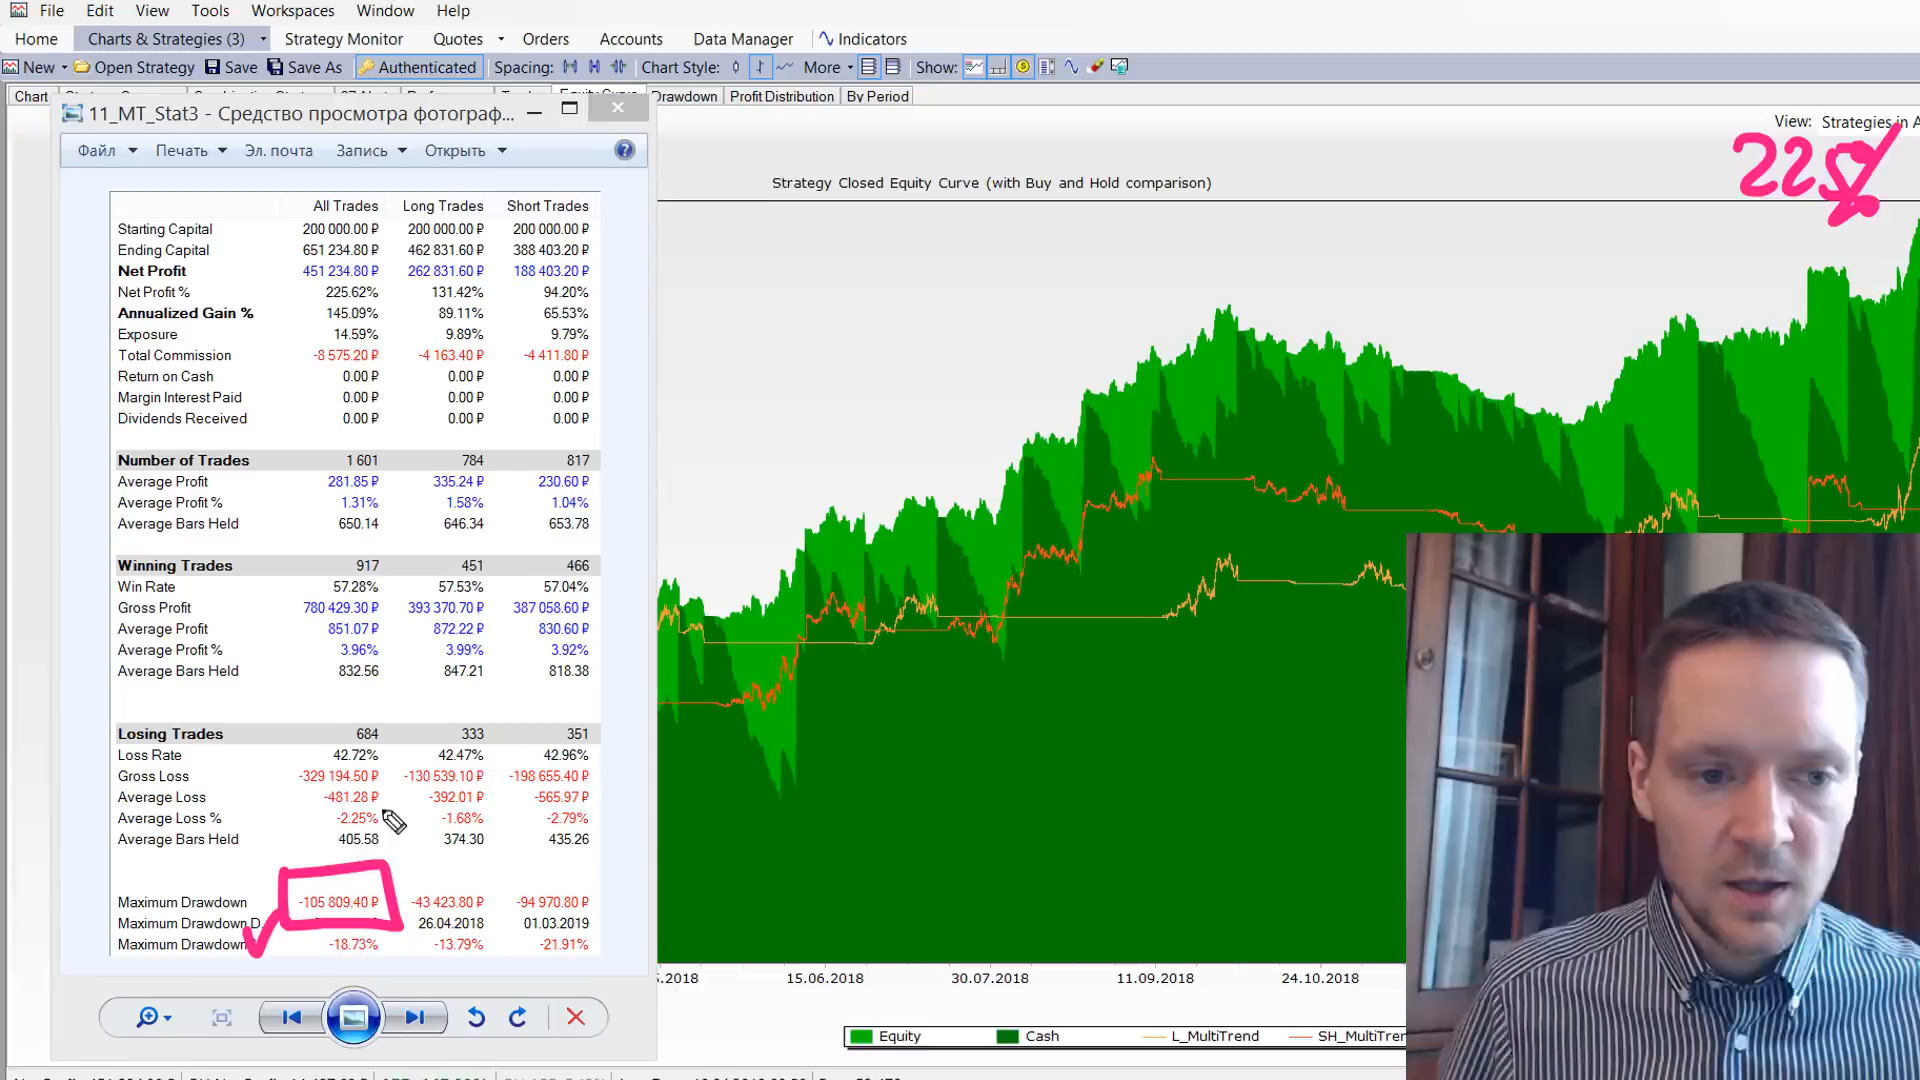 File Edit View Tools Workspaces Window Help
Home Charts & Strategies (3) Strategy Monitor Quotes Orders Accounts Data Manager Indicators
New Open Strategy Save Save As Authenticated Spacing: Chart Style: More Show:
Chart Drawdown Profit Distribution By Period
11_MT_Stat3 - Средство просмотра фотограф...
Файл Печать Эл. почта Запись Открыть
View: Strategies in A
225%
Strategy Closed Equity Curve (with Buy and Hold comparison)
All Trades Long Trades Short Trades
Starting Capital 200 000.00 ₽ 200 000.00 ₽ 200 000.00 ₽
Ending Capital 651 234.80 ₽ 462 831.60 ₽ 388 403.20 ₽
Net Profit 451 234.80 ₽ 262 831.60 ₽ 188 403.20 ₽
Net Profit % 225.62% 131.42% 94.20%
Annualized Gain % 145.09% 89.11% 65.53%
Exposure 14.59% 9.89% 9.79%
Total Commission -8 575.20 ₽ -4 163.40 ₽ -4 411.80 ₽
Return on Cash 0.00 ₽ 0.00 ₽ 0.00 ₽
Margin Interest Paid 0.00 ₽ 0.00 ₽ 0.00 ₽
Dividends Received 0.00 ₽ 0.00 ₽ 0.00 ₽
Number of Trades 1 601 784 817
Average Profit 281.85 ₽ 335.24 ₽ 230.60 ₽
Average Profit % 1.31% 1.58% 1.04%
Average Bars Held 650.14 646.34 653.78
Winning Trades 917 451 466
Win Rate 57.28% 57.53% 57.04%
Gross Profit 780 429.30 ₽ 393 370.70 ₽ 387 058.60 ₽
Average Profit 851.07 ₽ 872.22 ₽ 830.60 ₽
Average Profit % 3.96% 3.99% 3.92%
Average Bars Held 832.56 847.21 818.38
Losing Trades 684 333 351
Loss Rate 42.72% 42.47% 42.96%
Gross Loss -329 194.50 ₽ -130 539.10 ₽ -198 655.40 ₽
Average Loss -481.28 ₽ -392.01 ₽ -565.97 ₽
Average Loss % -2.25% -1.68% -2.79%
Average Bars Held 405.58 374.30 435.26
Maximum Drawdown -105 809.40 ₽ -43 423.80 ₽ -94 970.80 ₽
Maximum Drawdown D. 26.04.2018 01.03.2019
Maximum Drawdown -18.73% -13.79% -21.91%
.2018 15.06.2018 30.07.2018 11.09.2018 24.10.2018
Equity Cash L_MultiTrend SH_MultiTren